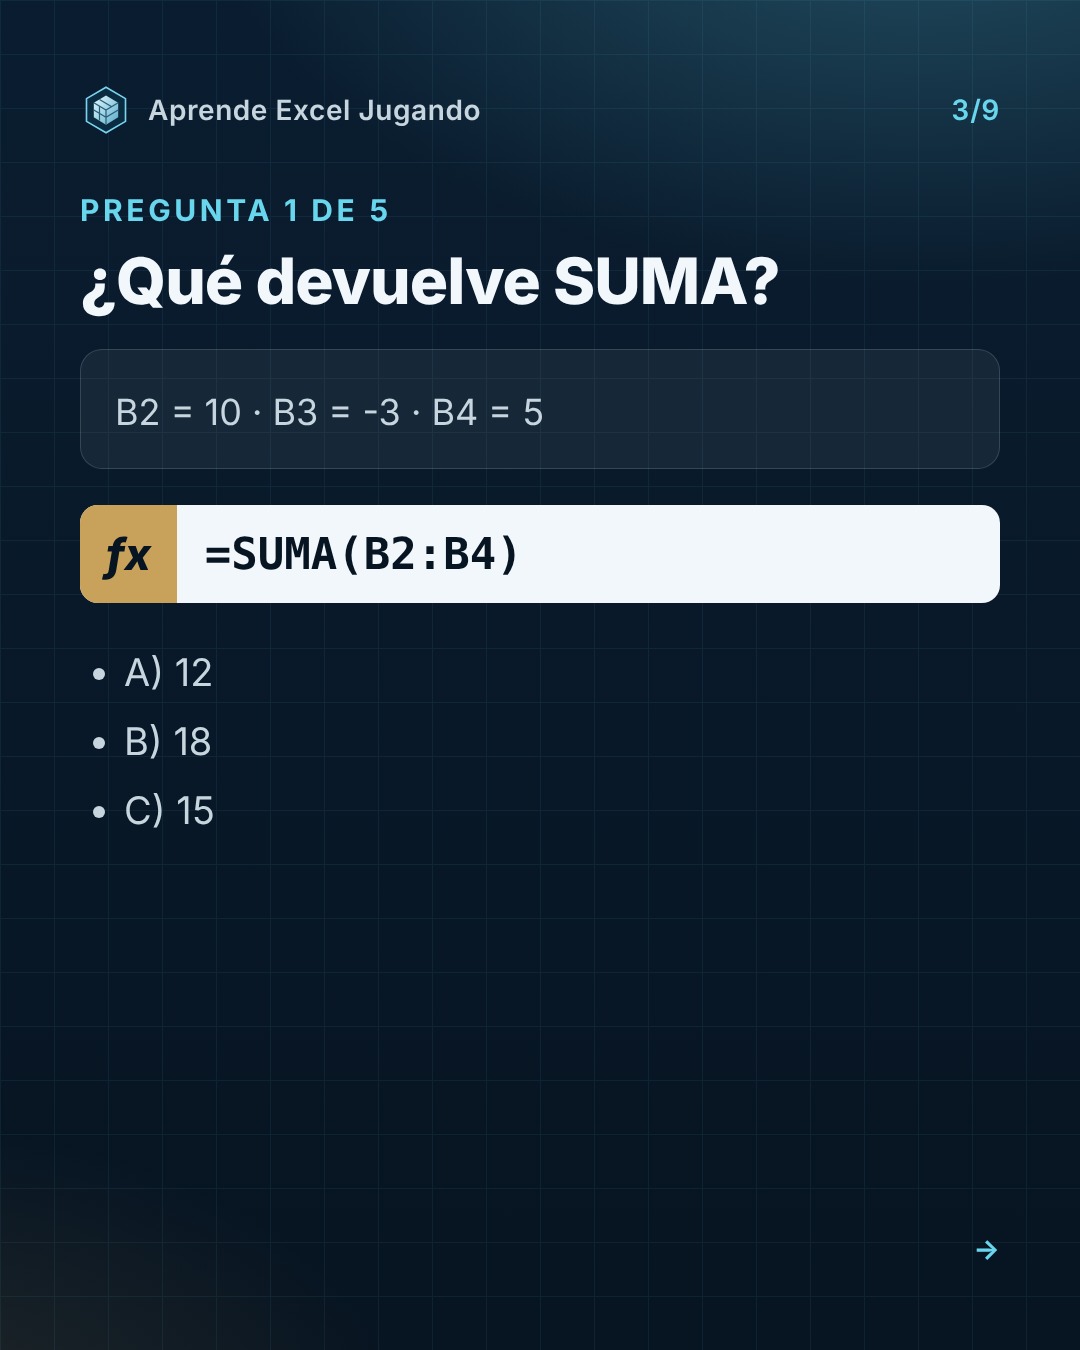 Aprende Excel Jugando
3/9
PREGUNTA 1 DE 5
¿Qué devuelve SUMA?
B2 = 10 · B3 = -3 · B4 = 5
fx =SUMA(B2:B4)
• A) 12
• B) 18
• C) 15
→